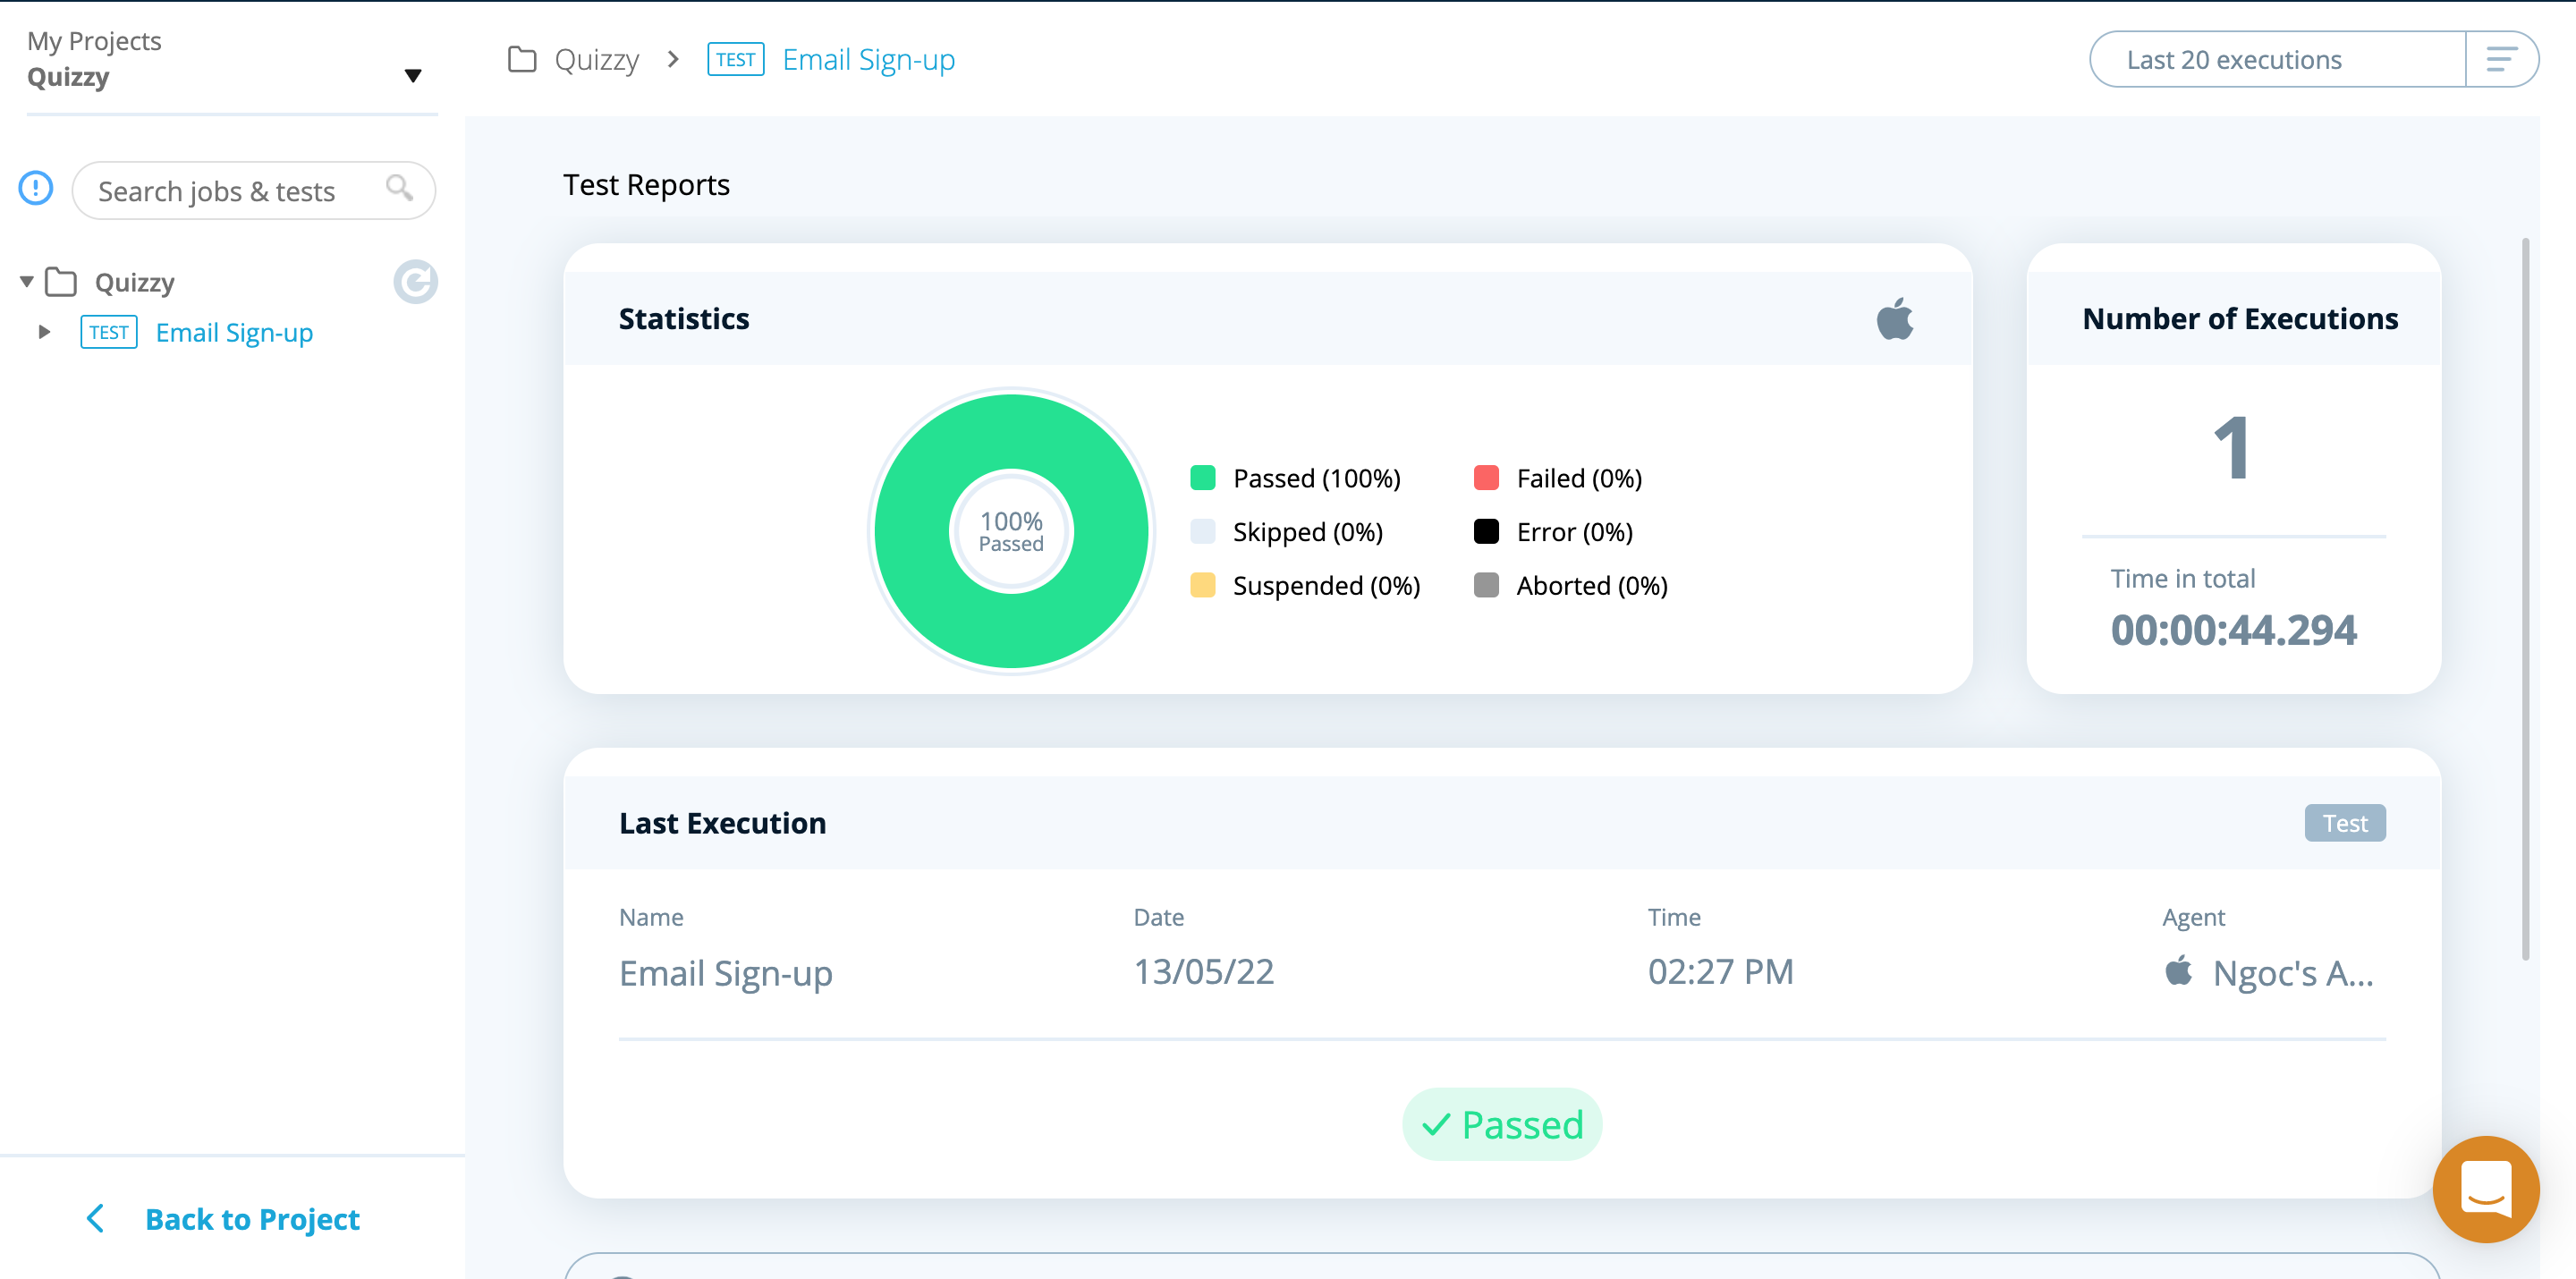 My Projects
Quizzy
Search jobs & tests
Quizzy
TEST Email Sign-up
Back to Project
Quizzy > TEST Email Sign-up
Last 20 executions
Test Reports
Statistics
100%
Passed
Passed (100%)
Failed (0%)
Skipped (0%)
Error (0%)
Suspended (0%)
Aborted (0%)
Number of Executions
1
Time in total
00:00:44.294
Last Execution
Test
Name
Date
Time
Agent
Email Sign-up
13/05/22
02:27 PM
Ngoc's A...
Passed